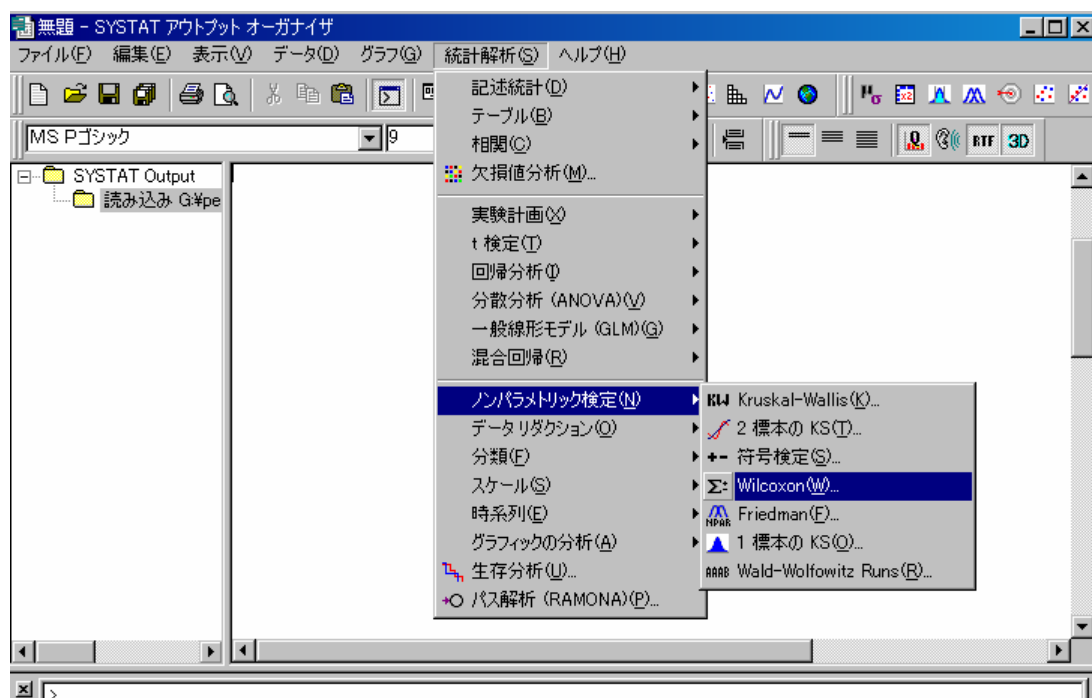 無題 - SYSTAT アウトプット オーガナイザ
ファイル(F) 編集(E) 表示(V) データ(D) グラフ(G) 統計解析(S) ヘルプ(H)
MS Pゴシック 9
RTF 3D
SYSTAT Output
読み込み G:¥pe
記述統計(D)
テーブル(B)
相関(C)
欠損値分析(M)...
実験計画(X)
t 検定(T)
回帰分析(I)
分散分析 (ANOVA)(V)
一般線形モデル (GLM)(G)
混合回帰(R)
ノンパラメトリック検定(N)
データ リダクション(O)
分類(F)
スケール(S)
時系列(E)
グラフィックの分析(A)
生存分析(U)...
パス解析 (RAMONA)(P)...
KW Kruskal-Wallis(K)...
2 標本の KS(T)...
+- 符号検定(S)...
Σ± Wilcoxon(W)...
NPAR Friedman(F)...
1 標本の KS(O)...
AAAB Wald-Wolfowitz Runs(R)...
>